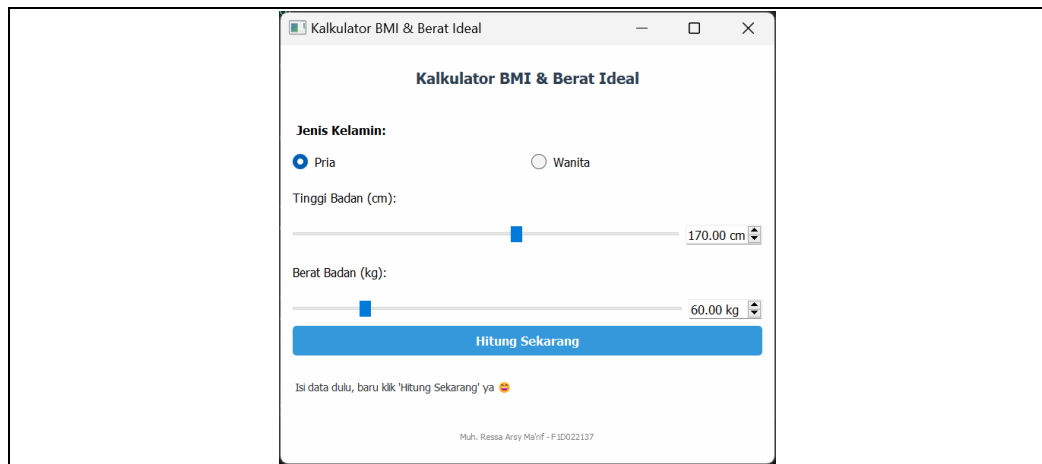 Kalkulator BMI & Berat Ideal
Kalkulator BMI & Berat Ideal
Jenis Kelamin:
Pria Wanita
Tinggi Badan (cm):
170.00 cm
Berat Badan (kg):
60.00 kg
Hitung Sekarang
Isi data dulu, baru klik 'Hitung Sekarang' ya 😄
Muh. Ressa Arsy Ma'rif - F1D022137